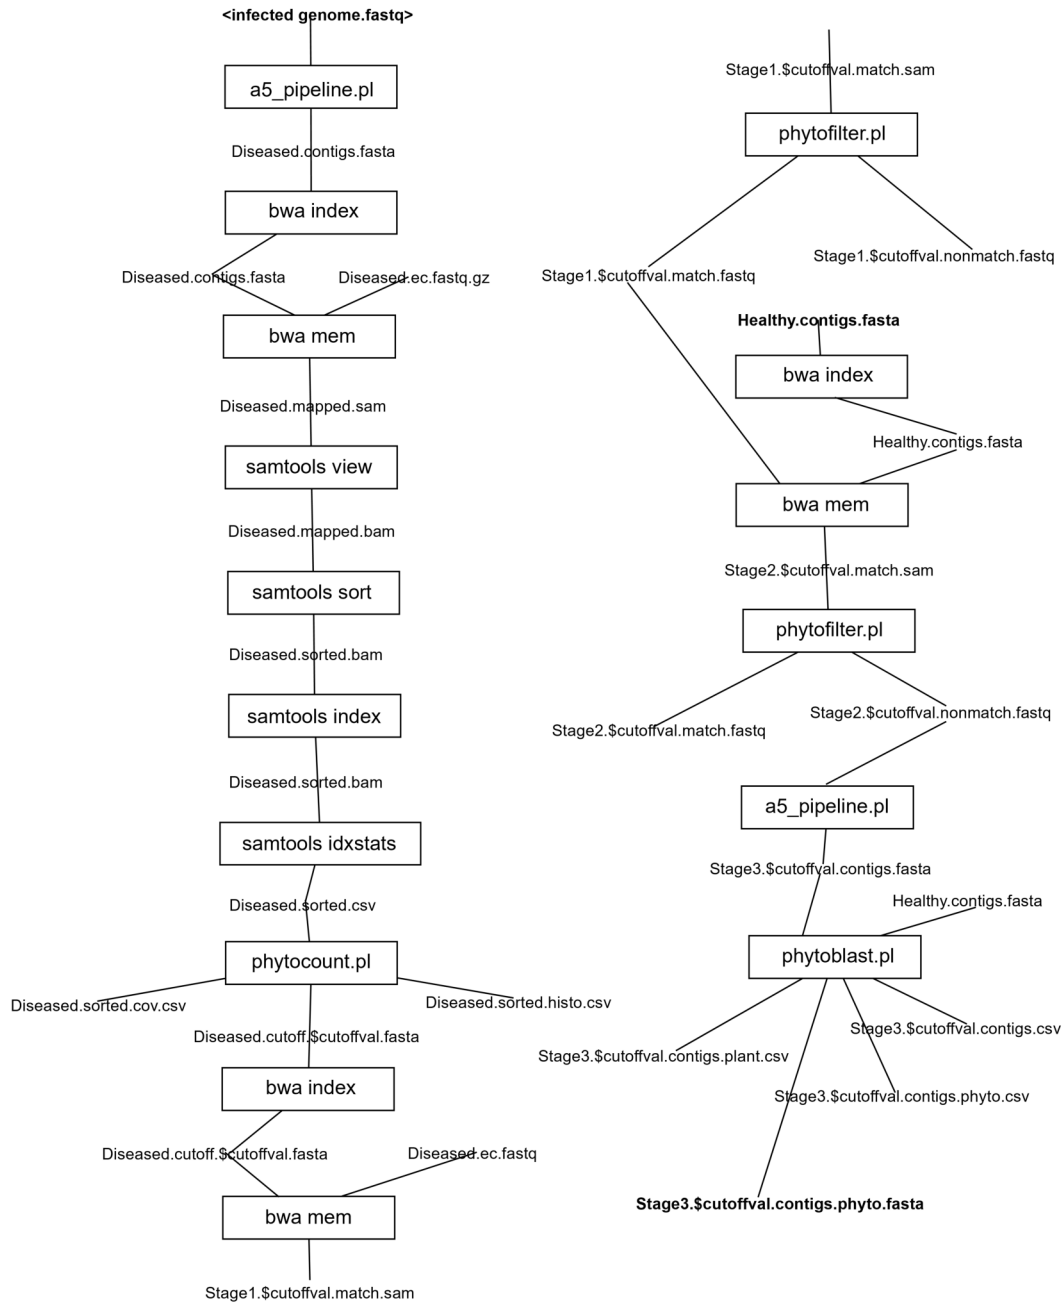 <infected genome.fastq>
a5_pipeline.pl
Diseased.contigs.fasta
bwa index
Diseased.contigs.fasta
Diseased.ec.fastq.gz
bwa mem
Diseased.mapped.sam
samtools view
Diseased.mapped.bam
samtools sort
Diseased.sorted.bam
samtools index
Diseased.sorted.bam
samtools idxstats
Diseased.sorted.csv
phytocount.pl
Diseased.sorted.cov.csv
Diseased.sorted.histo.csv
Diseased.cutoff.$cutoffval.fasta
bwa index
Diseased.cutoff.$cutoffval.fasta
Diseased.ec.fastq
bwa mem
Stage1.$cutoffval.match.sam
Stage1.$cutoffval.match.sam
phytofilter.pl
Stage1.$cutoffval.nonmatch.fastq
Stage1.$cutoffval.match.fastq
Healthy.contigs.fasta
bwa index
Healthy.contigs.fasta
bwa mem
Stage2.$cutoffval.match.sam
phytofilter.pl
Stage2.$cutoffval.nonmatch.fastq
Stage2.$cutoffval.match.fastq
a5_pipeline.pl
Stage3.$cutoffval.contigs.fasta
Healthy.contigs.fasta
phytoblast.pl
Stage3.$cutoffval.contigs.csv
Stage3.$cutoffval.contigs.plant.csv
Stage3.$cutoffval.contigs.phyto.csv
Stage3.$cutoffval.contigs.phyto.fasta